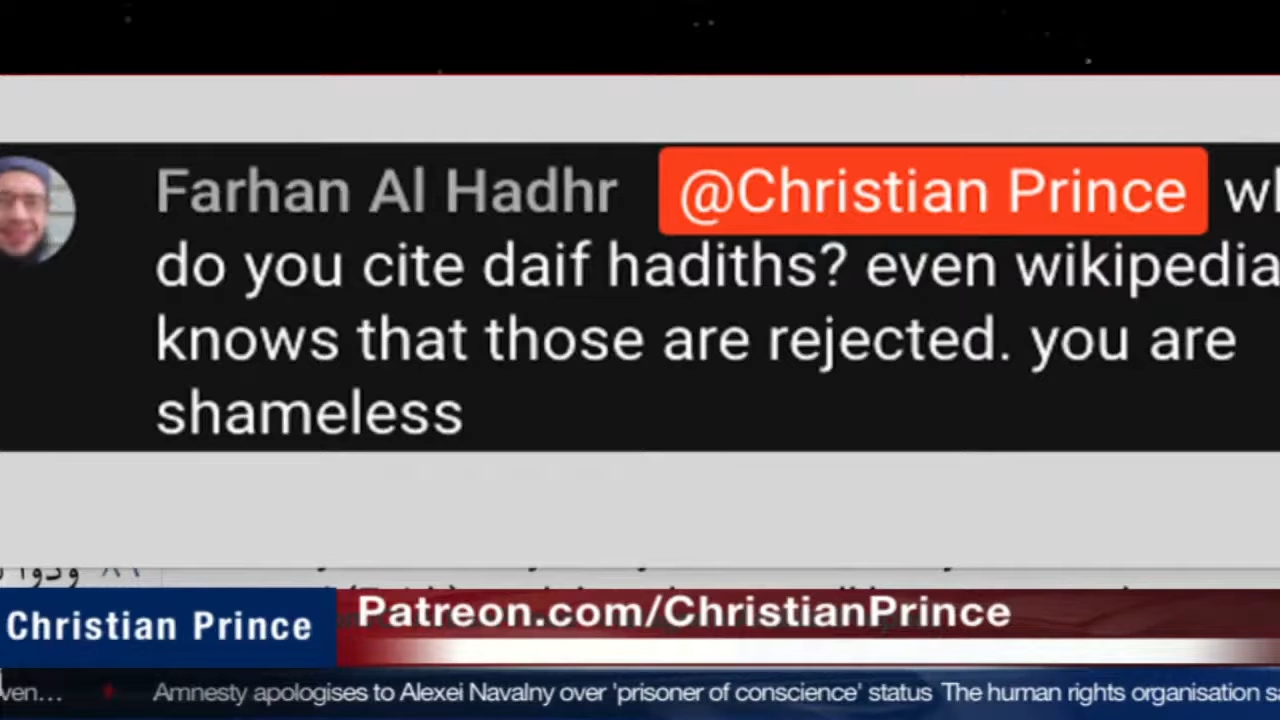 Farhan Al Hadhr @Christian Prince
do you cite daif hadiths? even wikipedia
knows that those are rejected. you are
shameless
Christian Prince
Patreon.com/ChristianPrince
Amnesty apologises to Alexei Navalny over 'prisoner of conscience' status The human rights organisation